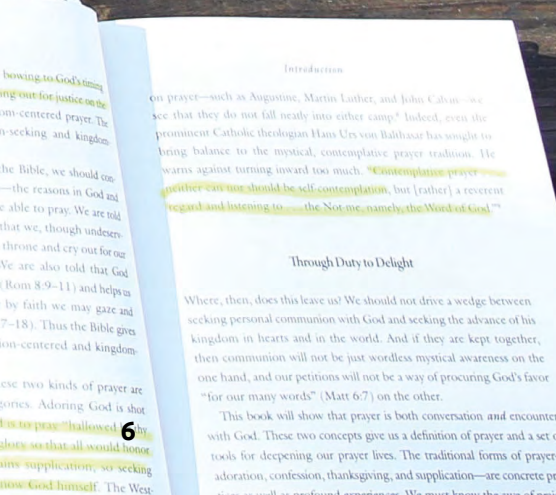 bowing to God's timing
ing out for justice on the
om-centered prayer. The
n-seeking and kingdom-
the Bible, we should con-
—the reasons in God and
e able to pray. We are told
that we, though undeserv-
throne and cry out for our
We are also told that God
(Rom 8:9–11) and helps us
by faith we may gaze and
7–18). Thus the Bible gives
ion-centered and kingdom-
ese two kinds of prayer are
gories. Adoring God is shot
is to pray "hallowed thy
glory so that all would honor
ins supplication, so seeking
now God himself. The West-
6
Introduction
on prayer—such as Augustine, Martin Luther, and John Calvin—we
see that they do not fall neatly into either camp. Indeed, even the
prominent Catholic theologian Hans Urs von Balthasar has sought to
bring balance to the mystical, contemplative prayer tradition. He
warns against turning inward too much. "Contemplative prayer
neither can nor should be self-contemplation, but [rather] a reverent
regard and listening to . . . the Not-me, namely, the Word of God."
Through Duty to Delight
Where, then, does this leave us? We should not drive a wedge between
seeking personal communion with God and seeking the advance of his
kingdom in hearts and in the world. And if they are kept together,
then communion will not be just wordless mystical awareness on the
one hand, and our petitions will not be a way of procuring God's favor
"for our many words" (Matt 6:7) on the other.
This book will show that prayer is both conversation and encounter
with God. These two concepts give us a definition of prayer and a set o
tools for deepening our prayer lives. The traditional forms of prayer—
adoration, confession, thanksgiving, and supplication—are concrete pr